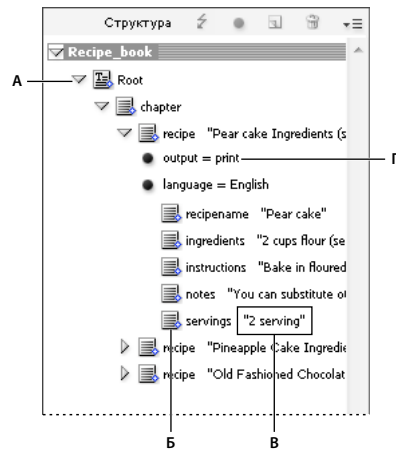 Структура
Recipe_book
А
Root
chapter
recipe "Pear cake Ingredients (s
output = print
Г
language = English
recipename "Pear cake"
ingredients "2 cups flour (se
instructions "Bake in floured
notes "You can substitute ot
servings "2 serving"
recipe "Pineapple Cake Ingredie
recipe "Old Fashioned Chocolat
Б В